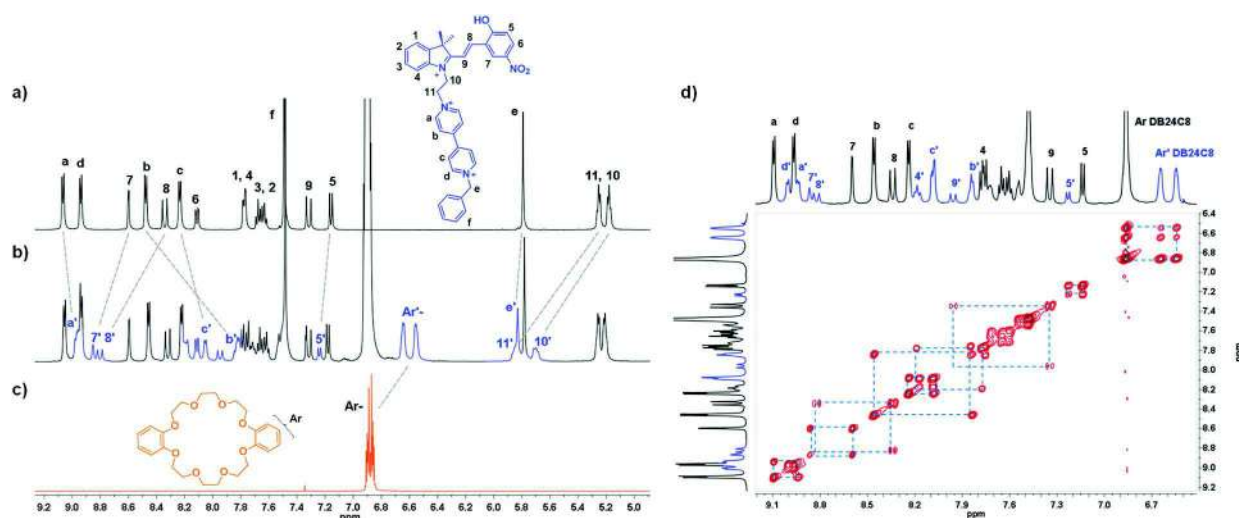 a)
HO
5
1
8
6
2
9
7
3
NO₂
N⁺
4
10
11
N⁺
a
b
c
d
N⁺
e
f
a d 7 b 8 c 6 1, 4 3, 2 f 9 5 e 11, 10
b)
a' 7' 8' c' b' 5' Ar'- 11' e' 10'
c)
Ar
O O O O O O O O
Ar-
9.2 9.0 8.8 8.6 8.4 8.2 8.0 7.8 7.6 7.4 7.2 7.0 6.8 6.6 6.4 6.2 6.0 5.8 5.6 5.4 5.2 5.0
ppm
d)
a d 7 b c 8 4 9 5 Ar DB24C8
d' a' 7' 8' 4' c' 9' b' 5' Ar' DB24C8
6.4
6.6
6.8
7.0
7.2
7.4
7.6
7.8
8.0
8.2
8.4
8.6
8.8
9.0
9.2
ppm
9.1 8.7 8.3 7.9 7.5 7.1 6.7
ppm